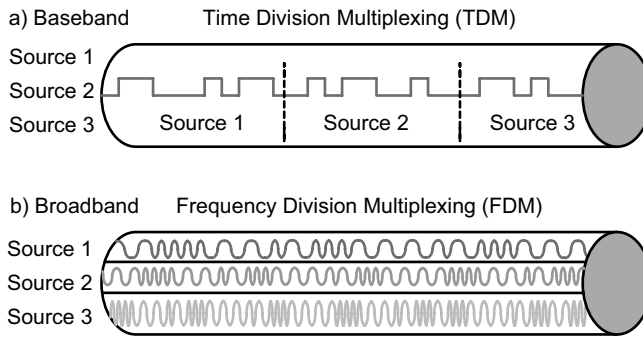 a) Baseband Time Division Multiplexing (TDM)
Source 1
Source 2
Source 3
Source 1 Source 2 Source 3
b) Broadband Frequency Division Multiplexing (FDM)
Source 1
Source 2
Source 3